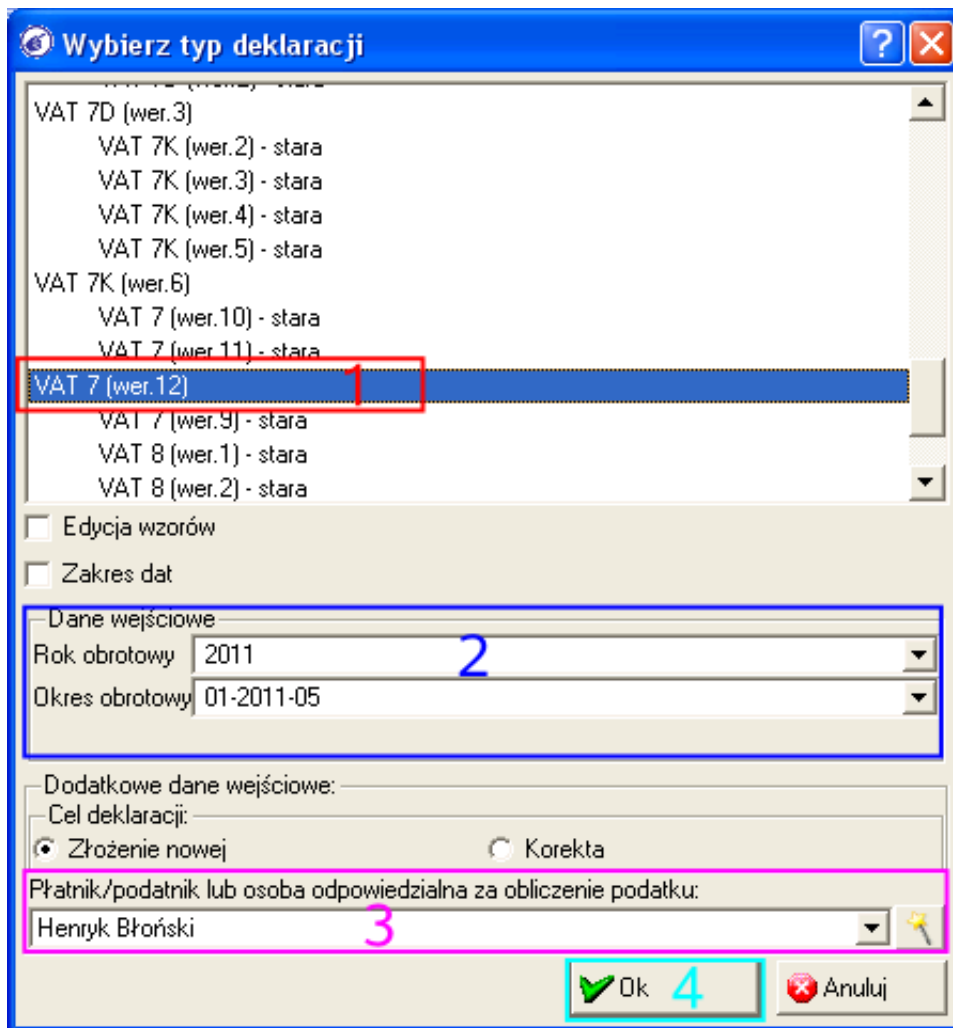 Wybierz typ deklaracji
VAT 7D (wer.3)
VAT 7K (wer.2) - stara
VAT 7K (wer.3) - stara
VAT 7K (wer.4) - stara
VAT 7K (wer.5) - stara
VAT 7K (wer.6)
VAT 7 (wer.10) - stara
VAT 7 (wer.11) - stara
VAT 7 (wer.12) 1
VAT 7 (wer.9) - stara
VAT 8 (wer.1) - stara
VAT 8 (wer.2) - stara
Edycja wzorów
Zakres dat
Dane wejściowe
Rok obrotowy 2011 2
Okres obrotowy 01-2011-05
Dodatkowe dane wejściowe:
Cel deklaracji:
Złożenie nowej Korekta
Płatnik/podatnik lub osoba odpowiedzialna za obliczenie podatku:
Henryk Błoński 3
Ok 4 Anuluj